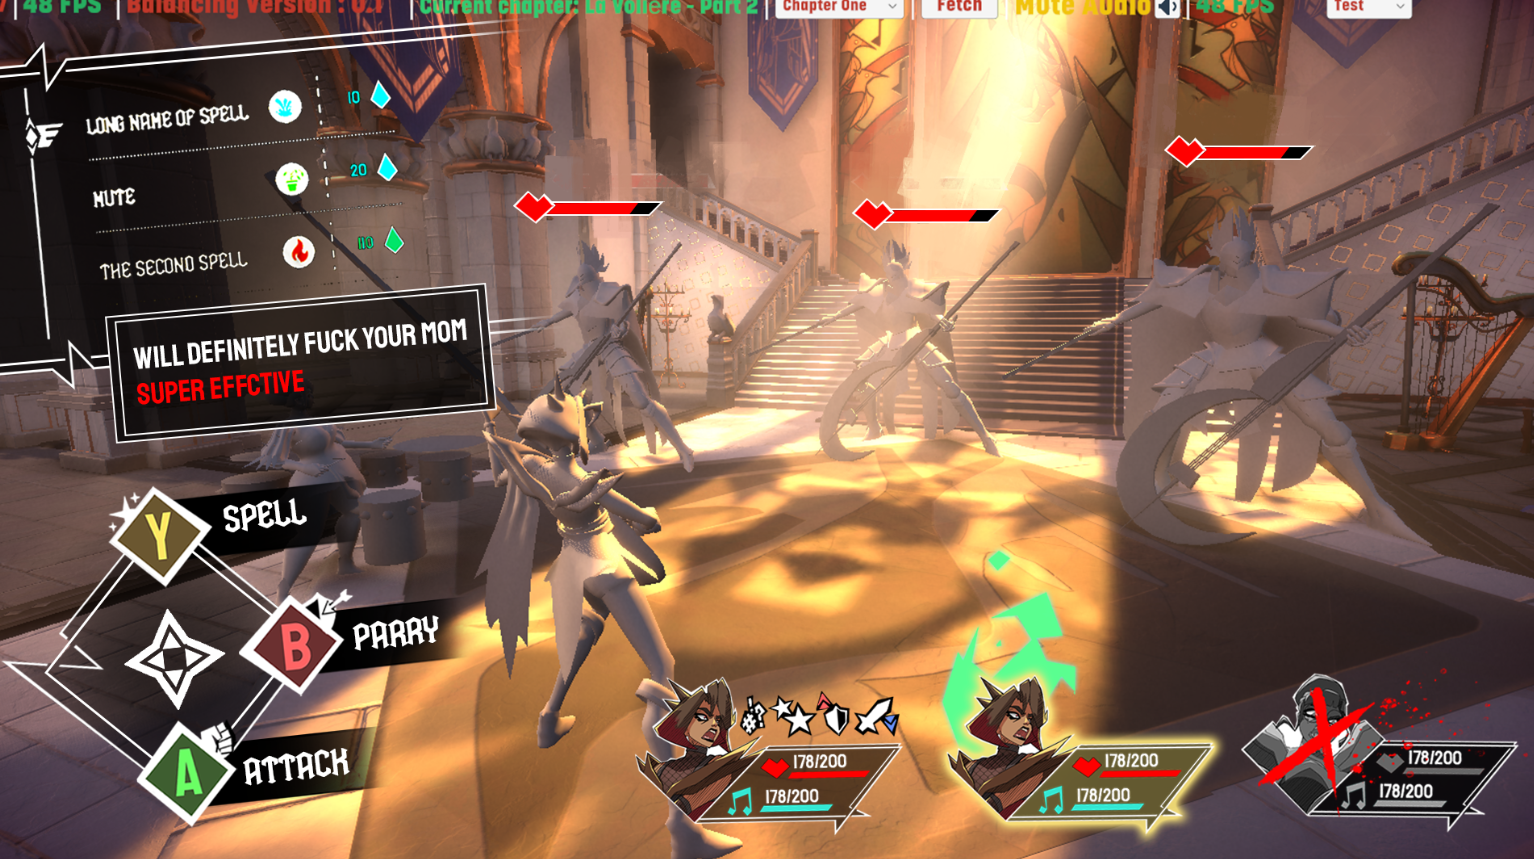 48 FPS
Balancing Version : 0.1
Current chapter: La Volière - Part 2
Chapter One
Fetch
Mute Audio
48 FPS
Test
LONG NAME OF SPELL
10
MUTE
20
THE SECOND SPELL
110
WILL DEFINITELY FUCK YOUR MOM
SUPER EFFCTIVE
Y
SPELL
B
PARRY
A
ATTACK
178/200
178/200
178/200
178/200
178/200
178/200